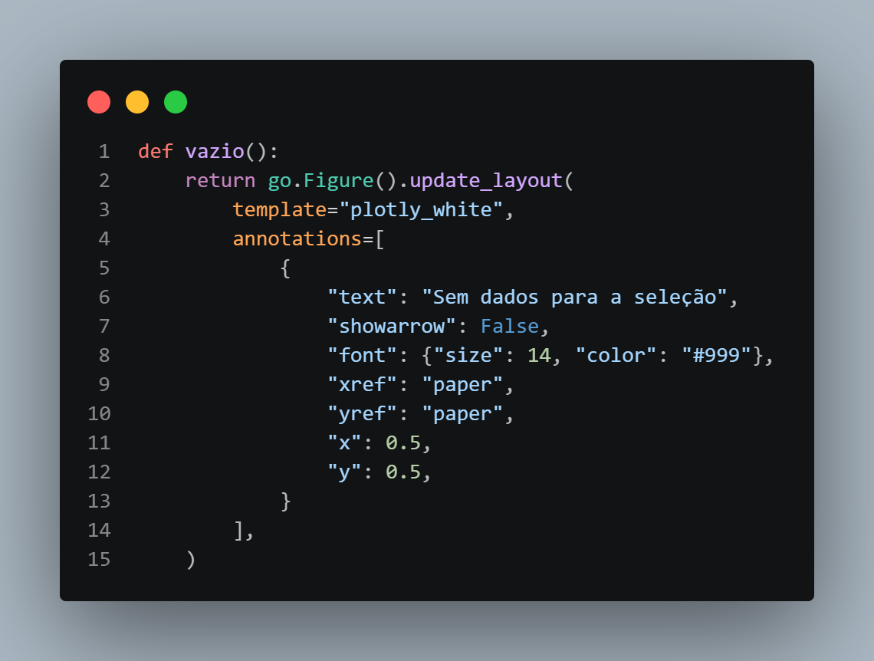 1 def vazio():
2     return go.Figure().update_layout(
3         template="plotly_white",
4         annotations=[
5             {
6                 "text": "Sem dados para a seleção",
7                 "showarrow": False,
8                 "font": {"size": 14, "color": "#999"},
9                 "xref": "paper",
10                 "yref": "paper",
11                 "x": 0.5,
12                 "y": 0.5,
13             }
14         ],
15     )